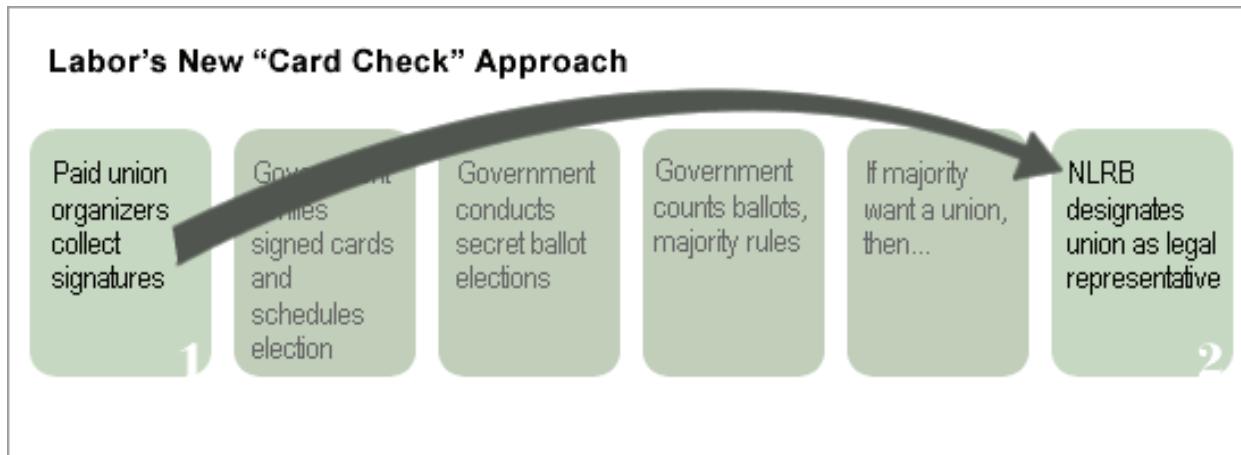 Labor's New “Card Check” Approach
Paid union
organizers
collect
signatures
1
Government
signed cards
and
schedules
election
Government
conducts
secret ballot
elections
Government
counts ballots,
majority rules
If majority
want a union,
then...
NLRB
designates
union as legal
representative
2